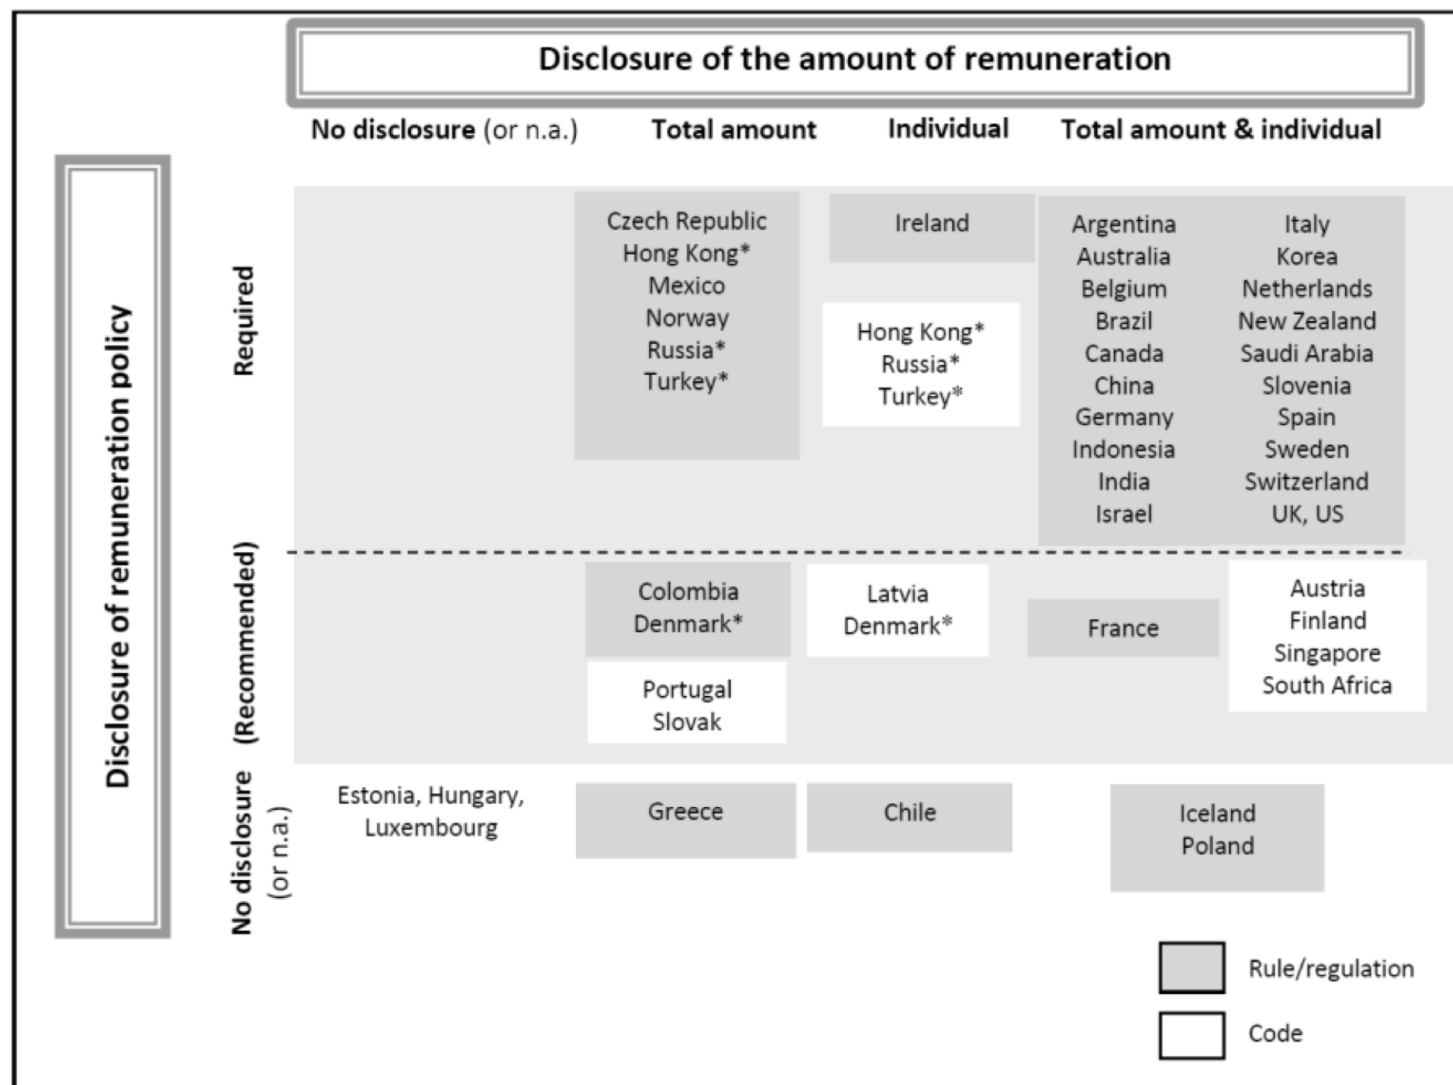 Disclosure of the amount of remuneration
No disclosure (or n.a.) Total amount Individual Total amount & individual
Disclosure of remuneration policy
Required
Czech Republic
Hong Kong*
Mexico
Norway
Russia*
Turkey*
Ireland
Hong Kong*
Russia*
Turkey*
Argentina Italy
Australia Korea
Belgium Netherlands
Brazil New Zealand
Canada Saudi Arabia
China Slovenia
Germany Spain
Indonesia Sweden
India Switzerland
Israel UK, US
(Recommended)
Colombia
Denmark*
Portugal
Slovak
Latvia
Denmark*
France
Austria
Finland
Singapore
South Africa
No disclosure
(or n.a.)
Estonia, Hungary,
Luxembourg
Greece
Chile
Iceland
Poland
Rule/regulation
Code